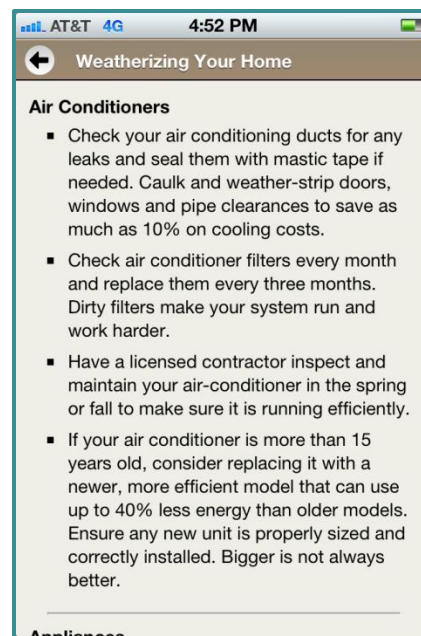 AT&T 4G 4:52 PM
Weatherizing Your Home
Air Conditioners
▪ Check your air conditioning ducts for any
leaks and seal them with mastic tape if
needed. Caulk and weather-strip doors,
windows and pipe clearances to save as
much as 10% on cooling costs.
▪ Check air conditioner filters every month
and replace them every three months.
Dirty filters make your system run and
work harder.
▪ Have a licensed contractor inspect and
maintain your air-conditioner in the spring
or fall to make sure it is running efficiently.
▪ If your air conditioner is more than 15
years old, consider replacing it with a
newer, more efficient model that can use
up to 40% less energy than older models.
Ensure any new unit is properly sized and
correctly installed. Bigger is not always
better.
Appliances